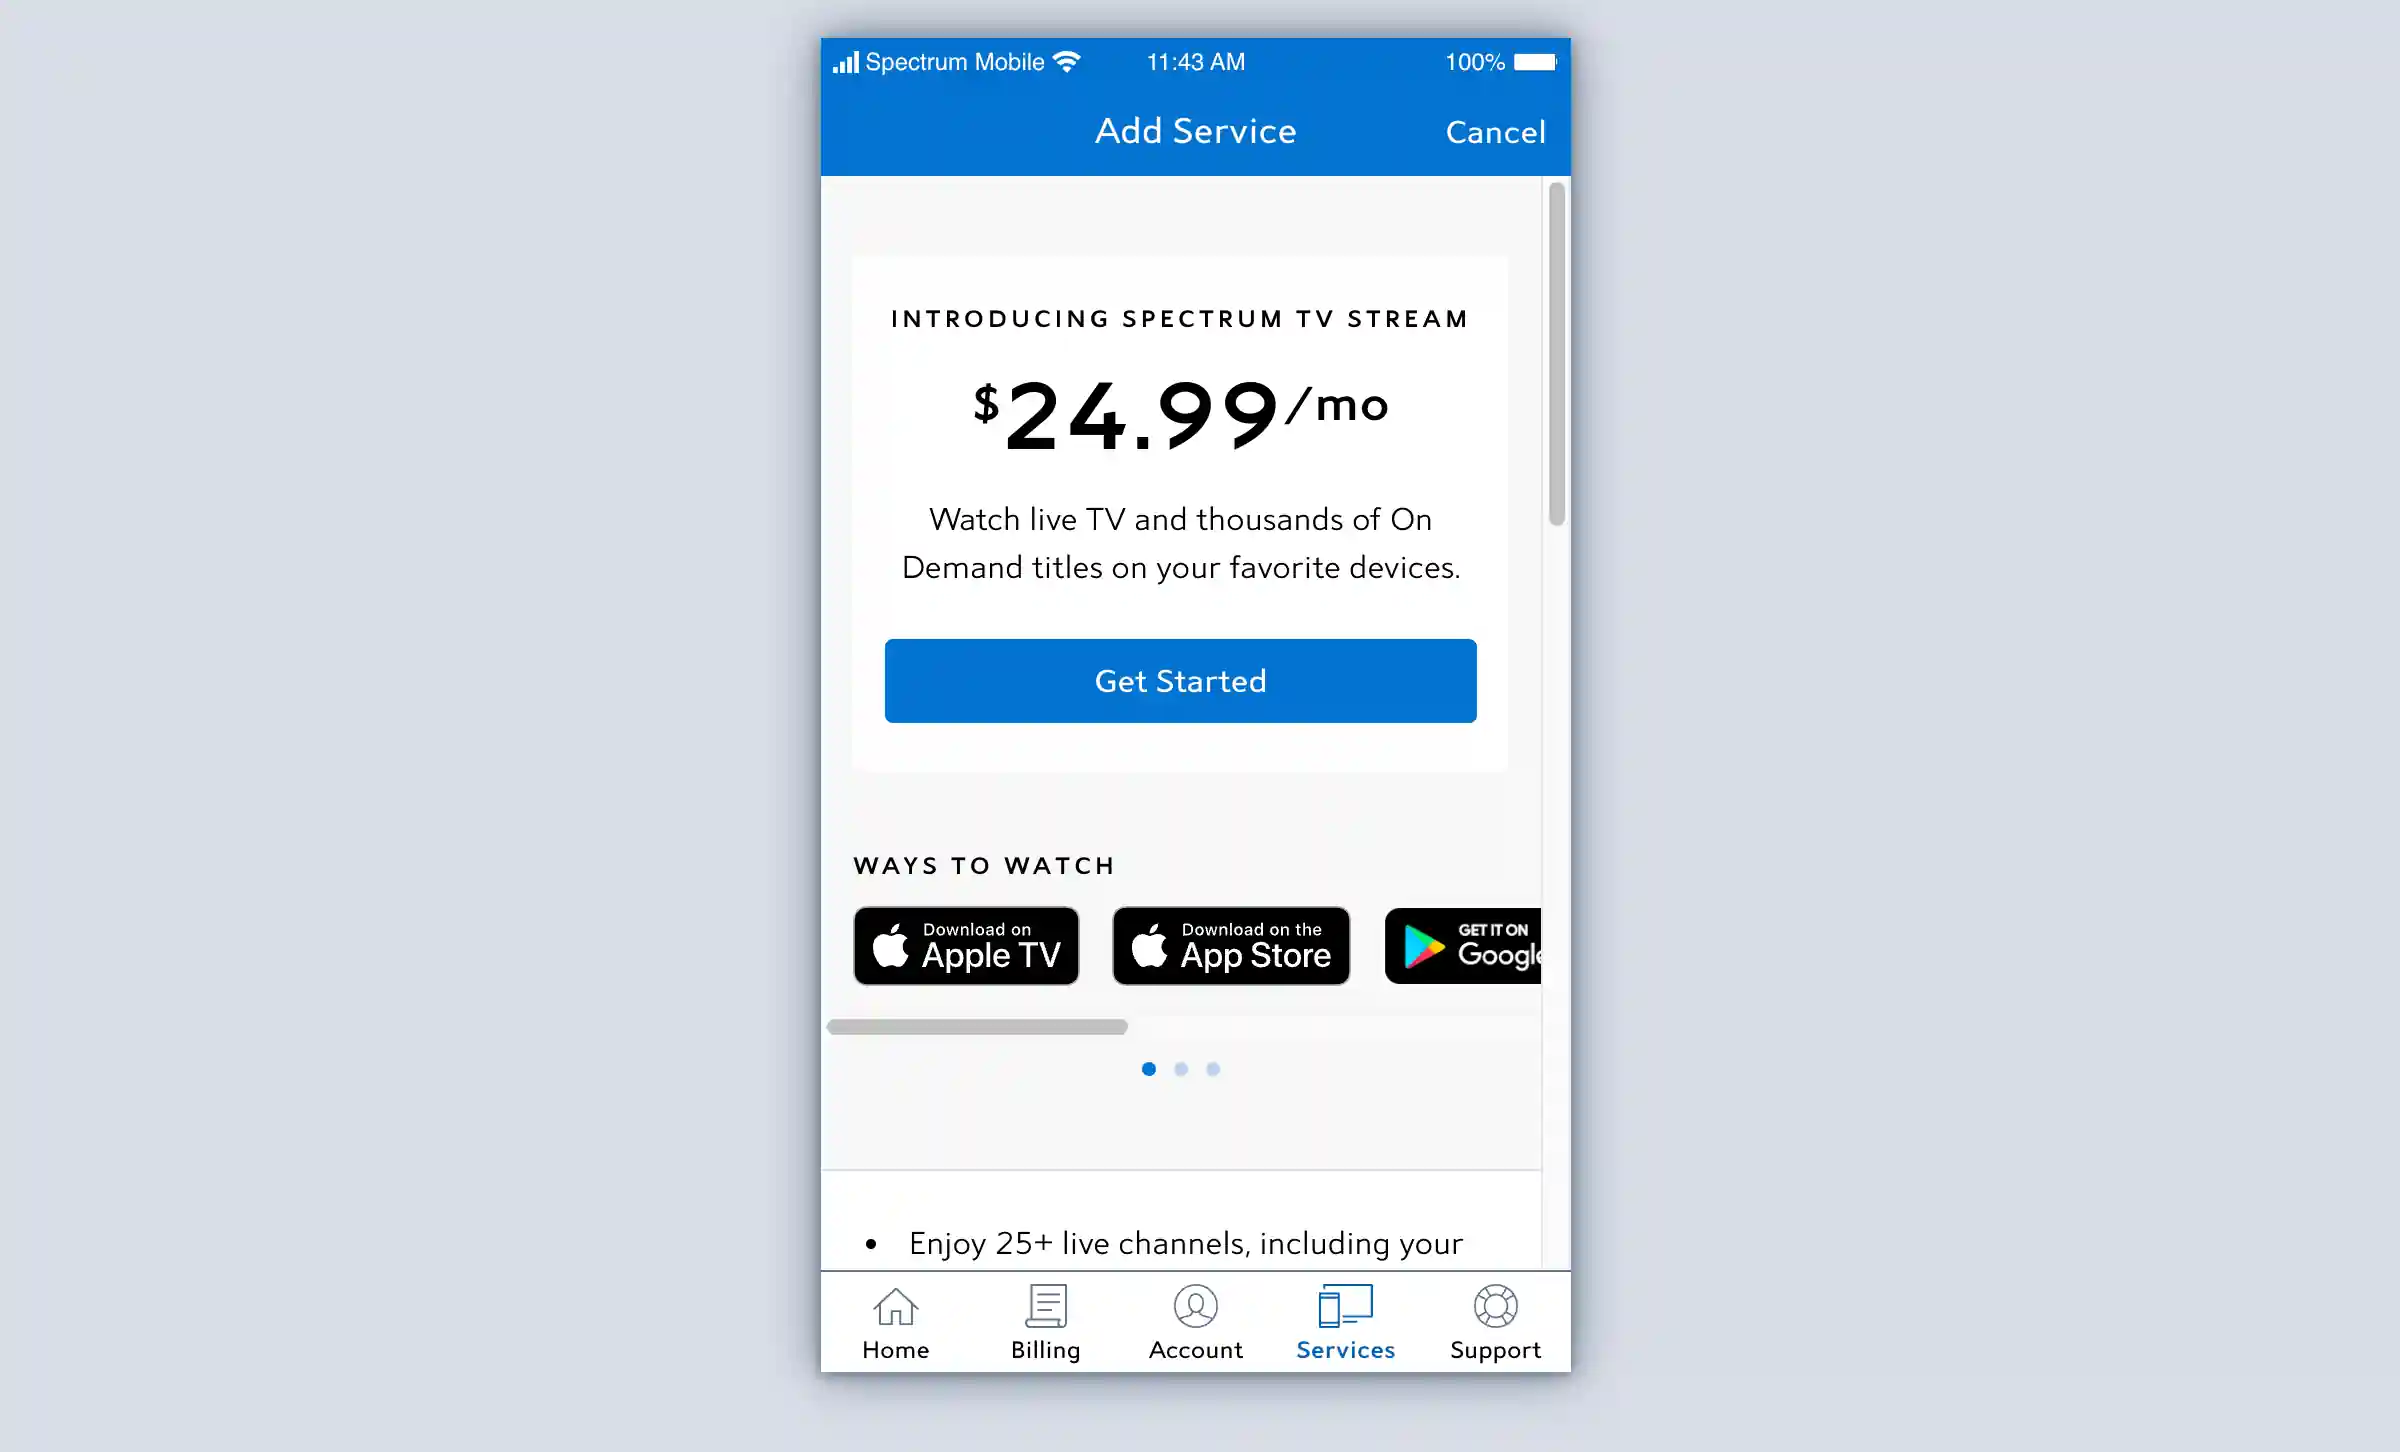 Spectrum Mobile 11:43 AM 100%
Add Service Cancel
INTRODUCING SPECTRUM TV STREAM
$24.99/mo
Watch live TV and thousands of On
Demand titles on your favorite devices.
Get Started
WAYS TO WATCH
Download on
Apple TV
Download on the
App Store
GET IT ON
Google
• Enjoy 25+ live channels, including your
Home Billing Account Services Support